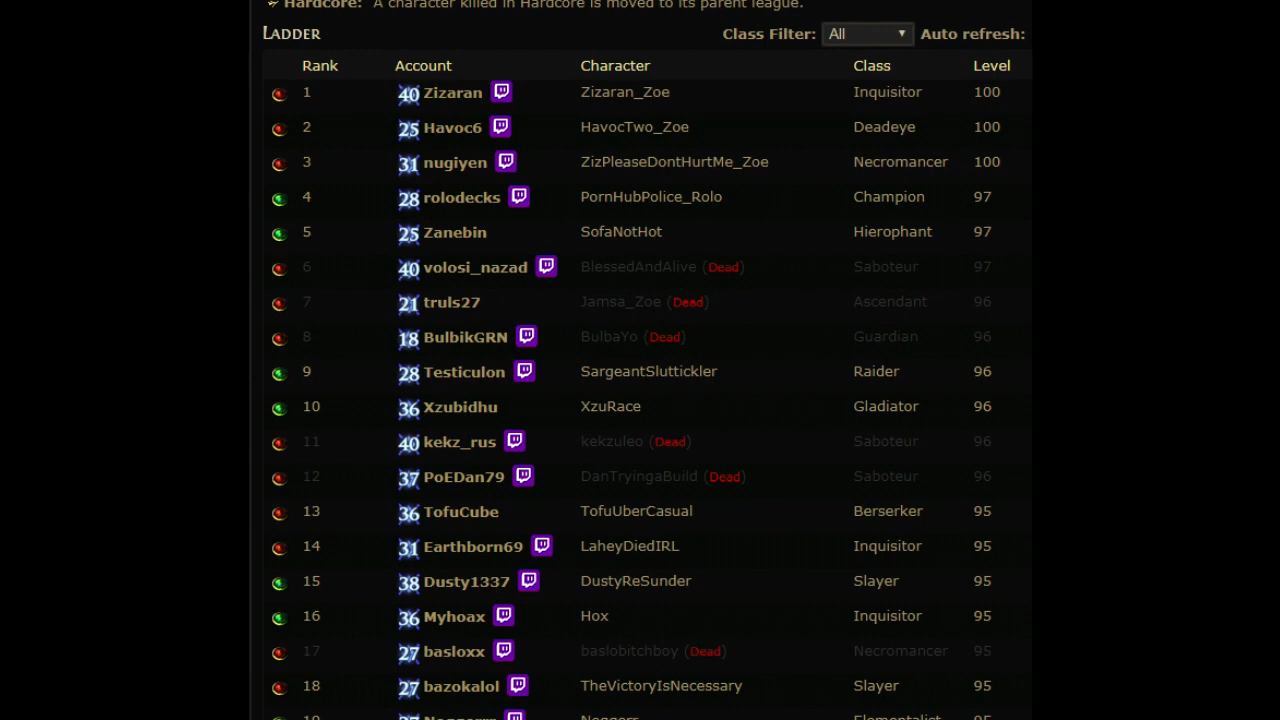 Hardcore: A character killed in Hardcore is moved to its parent league.
LADDER Class Filter: All Auto refresh:
Rank Account Character Class Level
1 40 Zizaran Zizaran_Zoe Inquisitor 100
2 25 Havoc6 HavocTwo_Zoe Deadeye 100
3 31 nugiyen ZizPleaseDontHurtMe_Zoe Necromancer 100
4 28 rolodecks PornHubPolice_Rolo Champion 97
5 25 Zanebin SofaNotHot Hierophant 97
6 40 volosi_nazad BlessedAndAlive (Dead) Saboteur 97
7 21 truls27 Jamsa_Zoe (Dead) Ascendant 96
8 18 BulbikGRN BulbaYo (Dead) Guardian 96
9 28 Testiculon SargeantSluttickler Raider 96
10 36 Xzubidhu XzuRace Gladiator 96
11 40 kekz_rus kekzuleo (Dead) Saboteur 96
12 37 PoEDan79 DanTryingaBuild (Dead) Saboteur 96
13 36 TofuCube TofuUberCasual Berserker 95
14 31 Earthborn69 LaheyDiedIRL Inquisitor 95
15 38 Dusty1337 DustyReSunder Slayer 95
16 36 Myhoax Hox Inquisitor 95
17 27 basloxx baslobitchboy (Dead) Necromancer 95
18 27 bazokalol TheVictoryIsNecessary Slayer 95